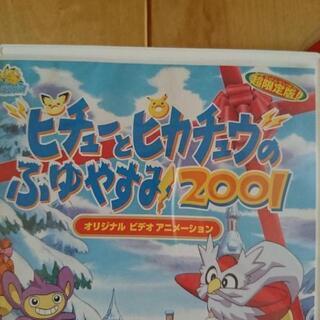 超限定版!!
ピチューとピカチュウの
ふゆやすみ2001
オリジナル ビデオ アニメーション